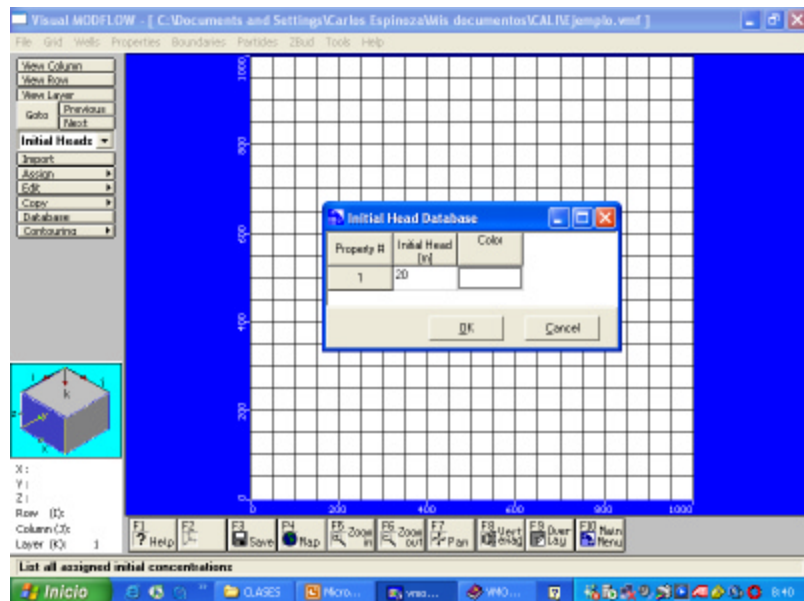 Visual MODFLOW - [ C:\Documents and Settings\Carlos Espinoza\Mis documentos\CALI\Ejemplo.vmf ]
File Grid Wells Properties Boundaries Particles ZBud Tools Help
View Column
View Row
View Layer
Goto
Previous
Next
Initial Heads
Import
Assign
Edit
Copy
Database
Contouring
1000
800
600
400
200
0
0 200 400 600 800 1000
Initial Head Database
Property # Initial Head [m] Color
1 20
OK Cancel
X:
Y:
Z:
Row (I):
Column (J):
Layer (K): 1
F1 Help F2 F3 Save F4 Map F5 Zoom in F6 Zoom out F7 Pan F8 Vert exag F9 Over lay F10 Main Menu
List all assigned initial concentrations
Inicio CLASES Micro... VMO... 8:40